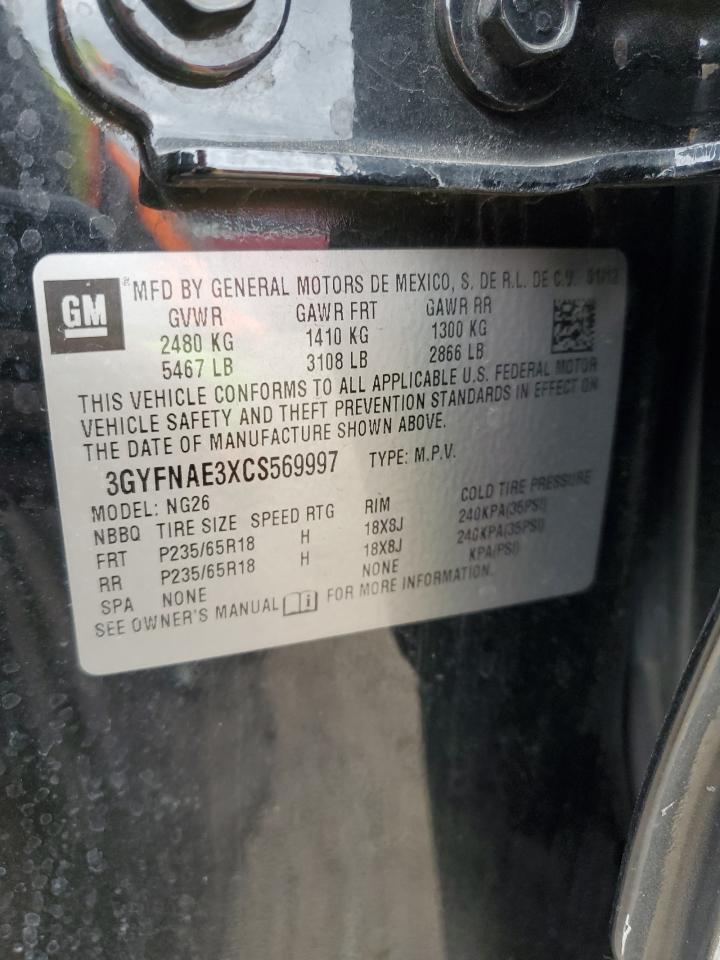 GM
MFD BY GENERAL MOTORS DE MEXICO, S. DE R.L. DE C.V. 01/12
GVWR GAWR FRT GAWR RR
2480 KG 1410 KG 1300 KG
5467 LB 3108 LB 2866 LB
THIS VEHICLE CONFORMS TO ALL APPLICABLE U.S. FEDERAL MOTOR
VEHICLE SAFETY AND THEFT PREVENTION STANDARDS IN EFFECT ON
THE DATE OF MANUFACTURE SHOWN ABOVE.
3GYFNAE3XCS569997 TYPE: M.P.V.
MODEL: NG26
NBBQ TIRE SIZE SPEED RTG RIM COLD TIRE PRESSURE
FRT P235/65R18 H 18X8J 240KPA(35PSI)
RR P235/65R18 H 18X8J 240KPA(35PSI)
SPA NONE NONE KPA(PSI)
SEE OWNER'S MANUAL FOR MORE INFORMATION.